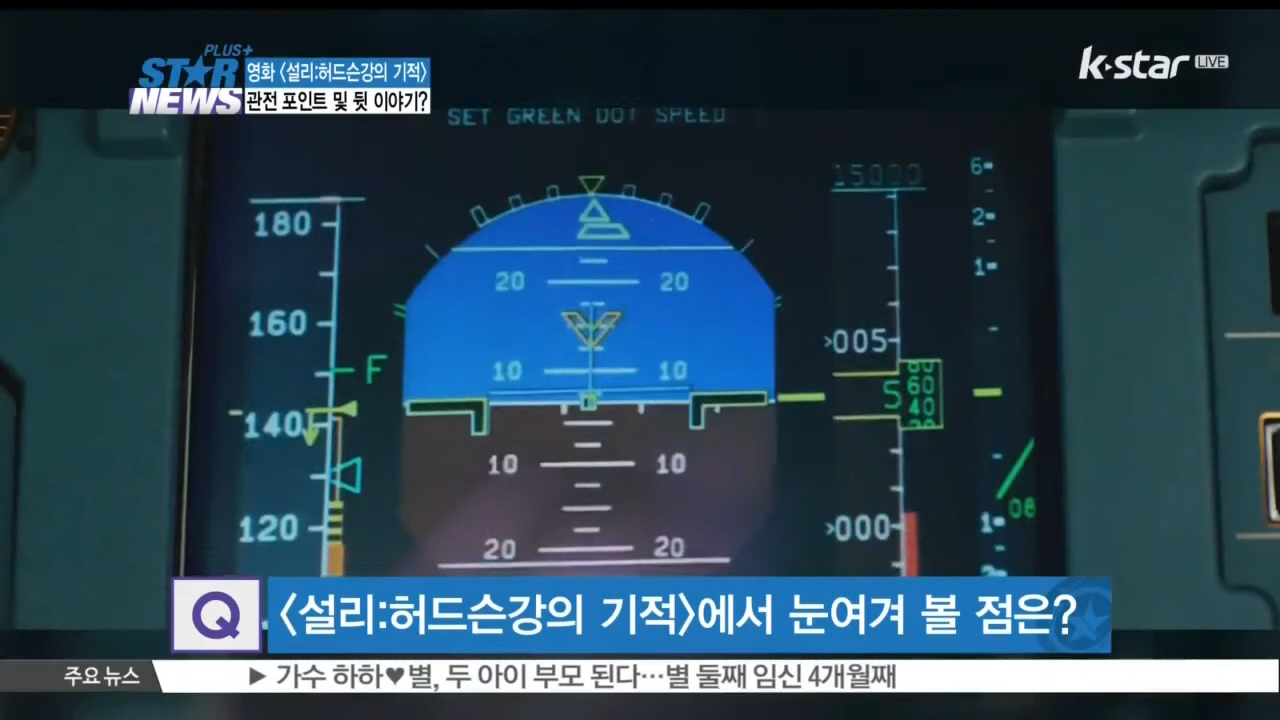 PLUS+
STAR
NEWS
영화 <설리:허드슨강의 기적>
관전 포인트 및 뒷 이야기?
k·star LIVE
SET GREEN DOT SPEED
15000
6
2
1
180
160
F
140
120
20 20
10 10
10 10
20 20
005
5
60
40
20
000
08
1
Q <설리:허드슨강의 기적>에서 눈여겨 볼 점은?
주요 뉴스 ▶ 가수 하하♥별, 두 아이 부모 된다…별 둘째 임신 4개월째